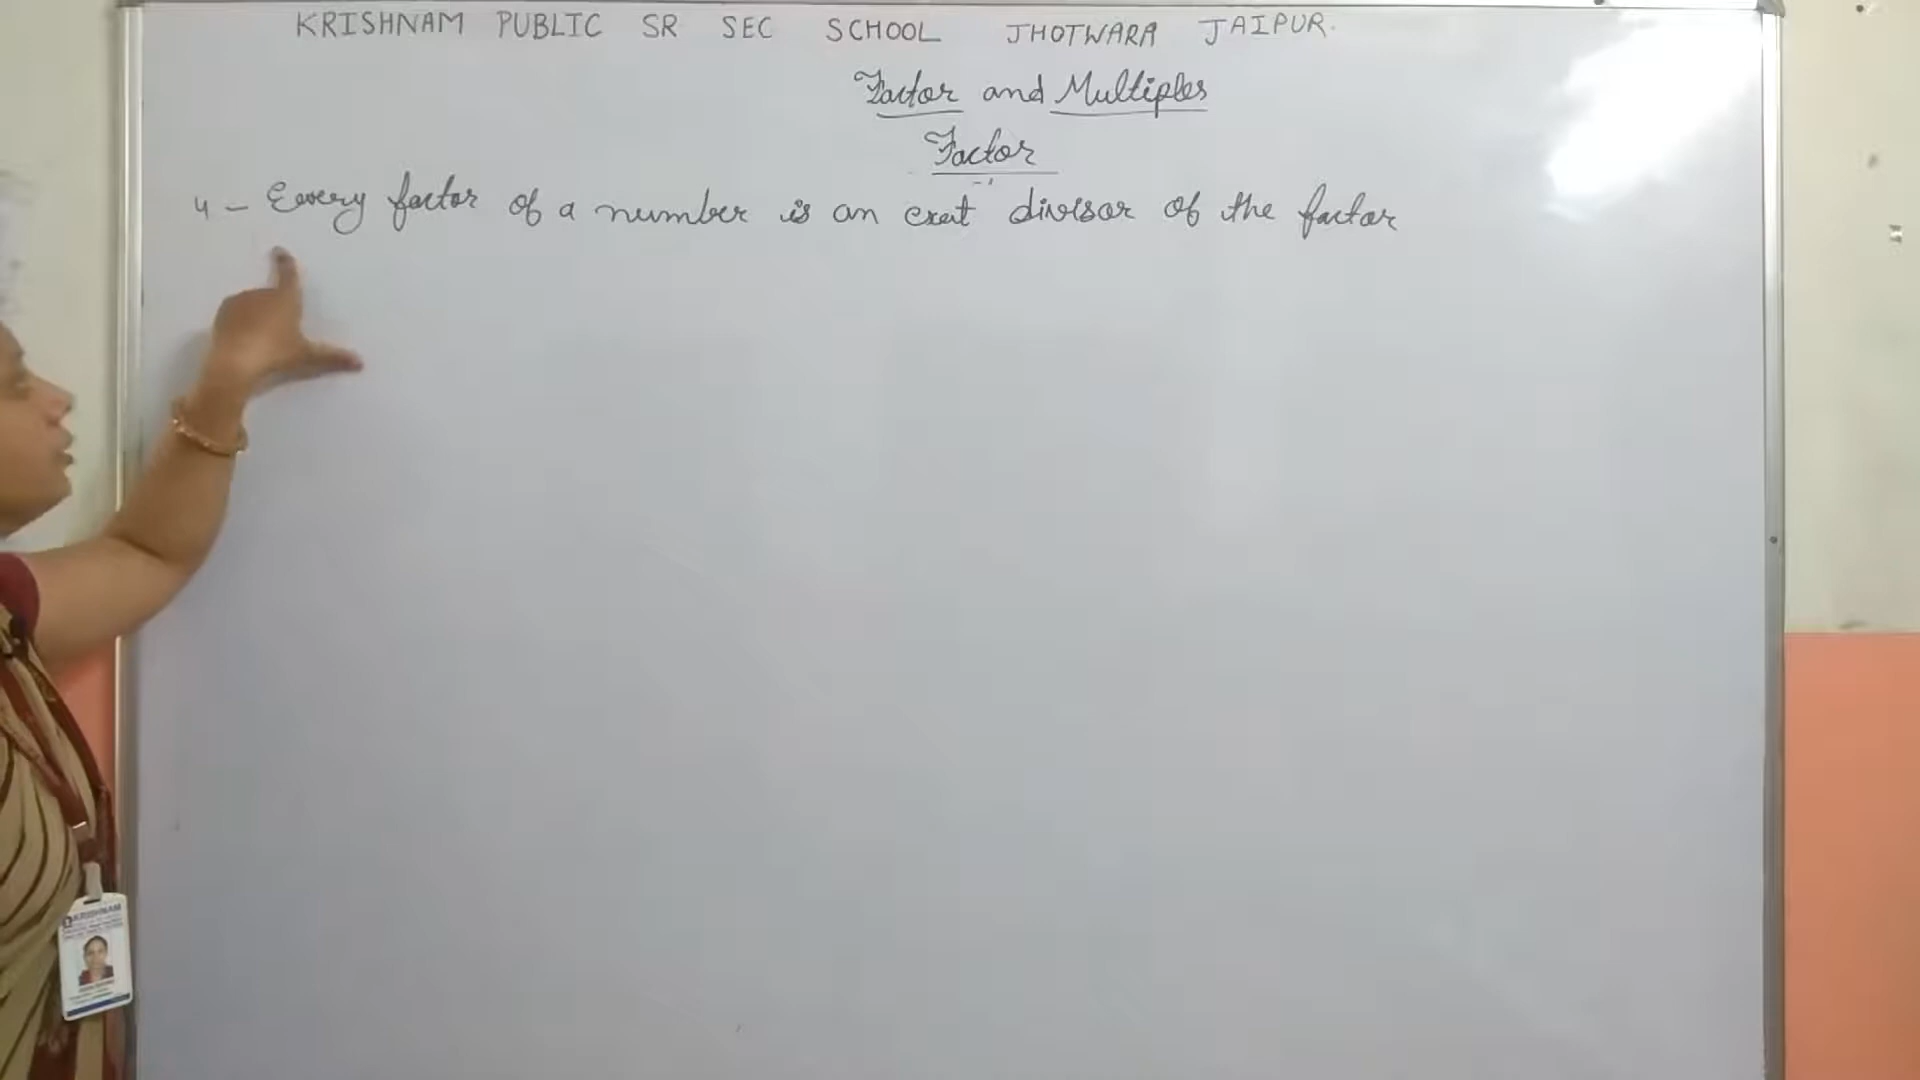 KRISHNAM PUBLIC SR SEC SCHOOL JHOTWARA JAIPUR.
Factor and Multiples
Factor
4 - Every factor of a number is an exat divisor of the factor
KRISHNAM